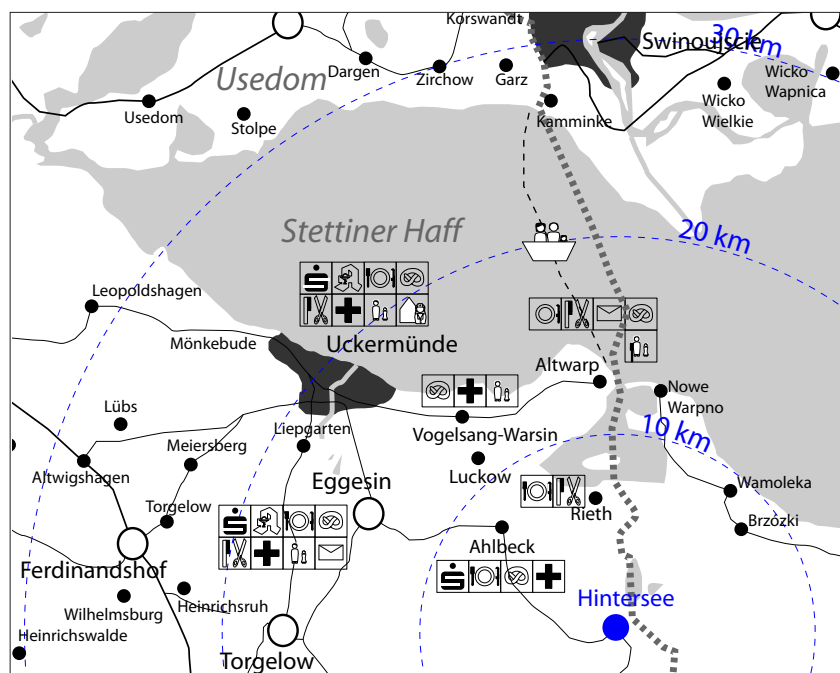 Korswandt
30 km
Swinoujscie
Usedom
Dargen
Zirchow
Garz
Wicko
Wapnica
Usedom
Stolpe
Kamminke
Wicko
Wielkie
Stettiner Haff
20 km
Leopoldshagen
Mönkebude
Uckermünde
Altwarp
Nowe
Warpno
Lübs
Liepgarten
Vogelsang-Warsin
10 km
Meiersberg
Altwigshagen
Eggesin
Luckow
Wamoleka
Torgelow
Rieth
Brzózki
Ahlbeck
Ferdinandshof
Hintersee
Wilhelmsburg
Heinrichsruh
Heinrichswalde
Torgelow